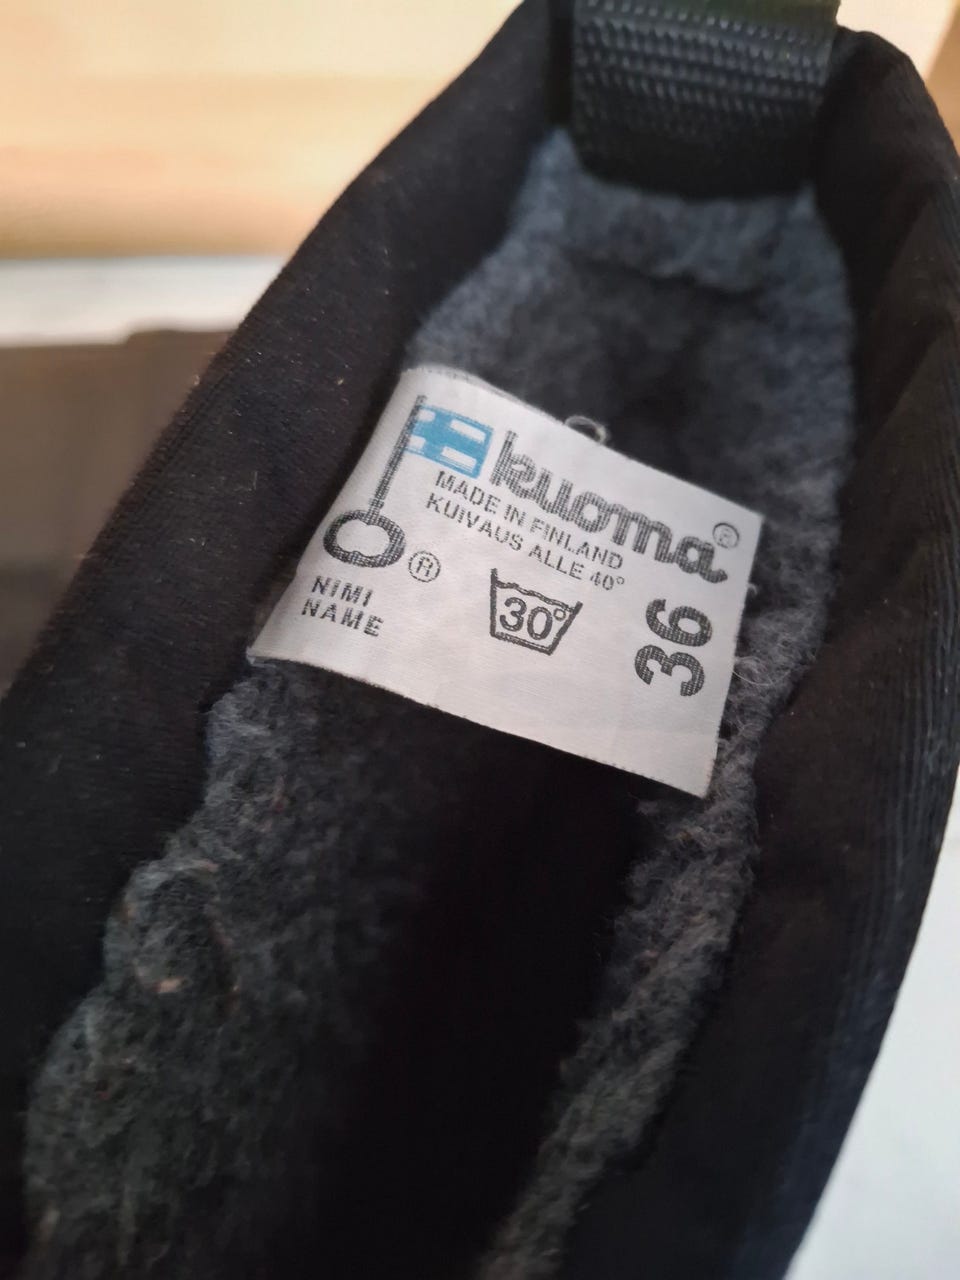 kuoma®
MADE IN FINLAND
KUIVAUS ALLE 40°
®
NIMI
NAME
30°
36